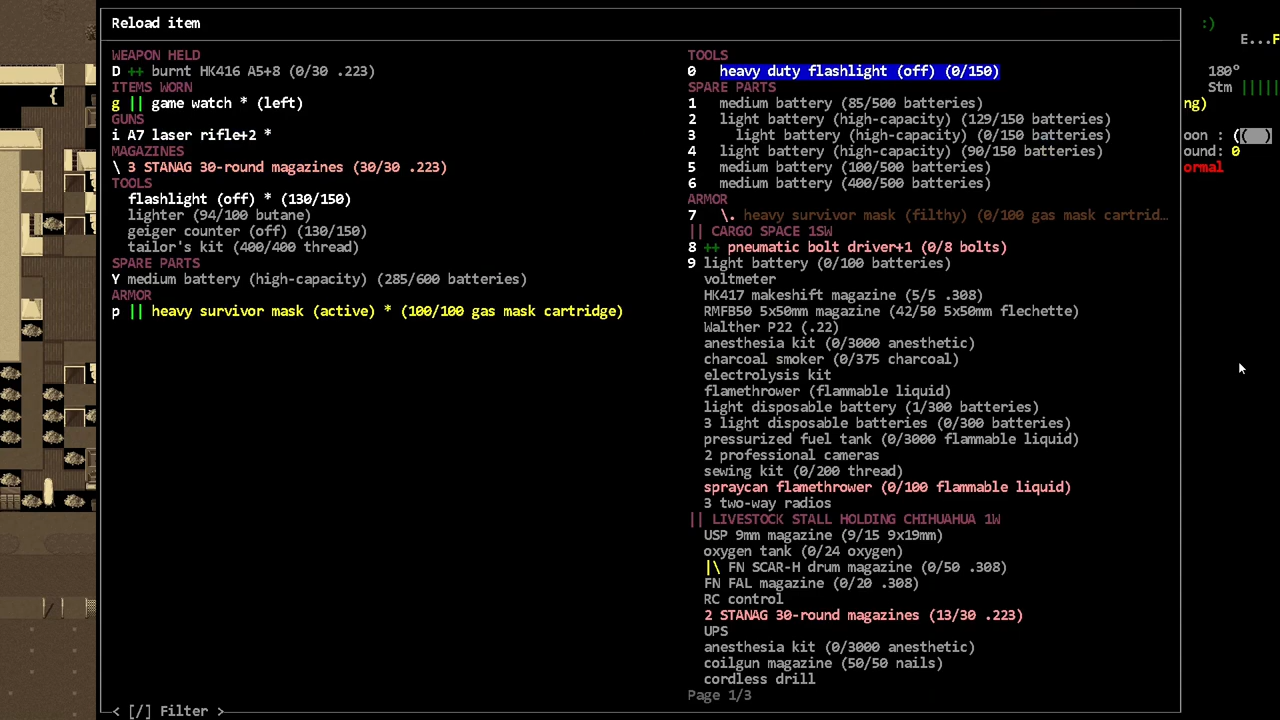 Reload item
WEAPON HELD
D ++ burnt HK416 A5+8 (0/30 .223)
ITEMS WORN
g || game watch * (left)
GUNS
i A7 laser rifle+2 *
MAGAZINES
\ 3 STANAG 30-round magazines (30/30 .223)
TOOLS
flashlight (off) * (130/150)
lighter (94/100 butane)
geiger counter (off) (130/150)
tailor's kit (400/400 thread)
SPARE PARTS
Y medium battery (high-capacity) (285/600 batteries)
ARMOR
p || heavy survivor mask (active) * (100/100 gas mask cartridge)
< [/] Filter >
TOOLS
0 heavy duty flashlight (off) (0/150)
SPARE PARTS
1 medium battery (85/500 batteries)
2 light battery (high-capacity) (129/150 batteries)
3 light battery (high-capacity) (0/150 batteries)
4 light battery (high-capacity) (90/150 batteries)
5 medium battery (100/500 batteries)
6 medium battery (400/500 batteries)
ARMOR
7 \. heavy survivor mask (filthy) (0/100 gas mask cartrid…
|| CARGO SPACE 1SW
8 ++ pneumatic bolt driver+1 (0/8 bolts)
9 light battery (0/100 batteries)
voltmeter
HK417 makeshift magazine (5/5 .308)
RMFB50 5x50mm magazine (42/50 5x50mm flechette)
Walther P22 (.22)
anesthesia kit (0/3000 anesthetic)
charcoal smoker (0/375 charcoal)
electrolysis kit
flamethrower (flammable liquid)
light disposable battery (1/300 batteries)
3 light disposable batteries (0/300 batteries)
pressurized fuel tank (0/3000 flammable liquid)
2 professional cameras
sewing kit (0/200 thread)
spraycan flamethrower (0/100 flammable liquid)
3 two-way radios
|| LIVESTOCK STALL HOLDING CHIHUAHUA 1W
USP 9mm magazine (9/15 9x19mm)
oxygen tank (0/24 oxygen)
|\ FN SCAR-H drum magazine (0/50 .308)
FN FAL magazine (0/20 .308)
RC control
2 STANAG 30-round magazines (13/30 .223)
UPS
anesthesia kit (0/3000 anesthetic)
coilgun magazine (50/50 nails)
cordless drill
Page 1/3
:)
E...F
180°
Stm |||||
ng)
oon : (( )
ound: 0
ormal